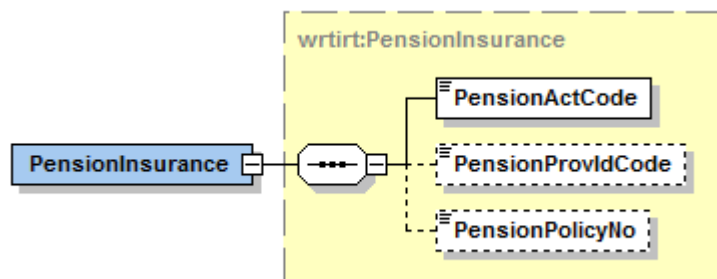 wrtirt:PensionInsurance
PensionActCode
PensionInsurance
PensionProvIdCode
PensionPolicyNo